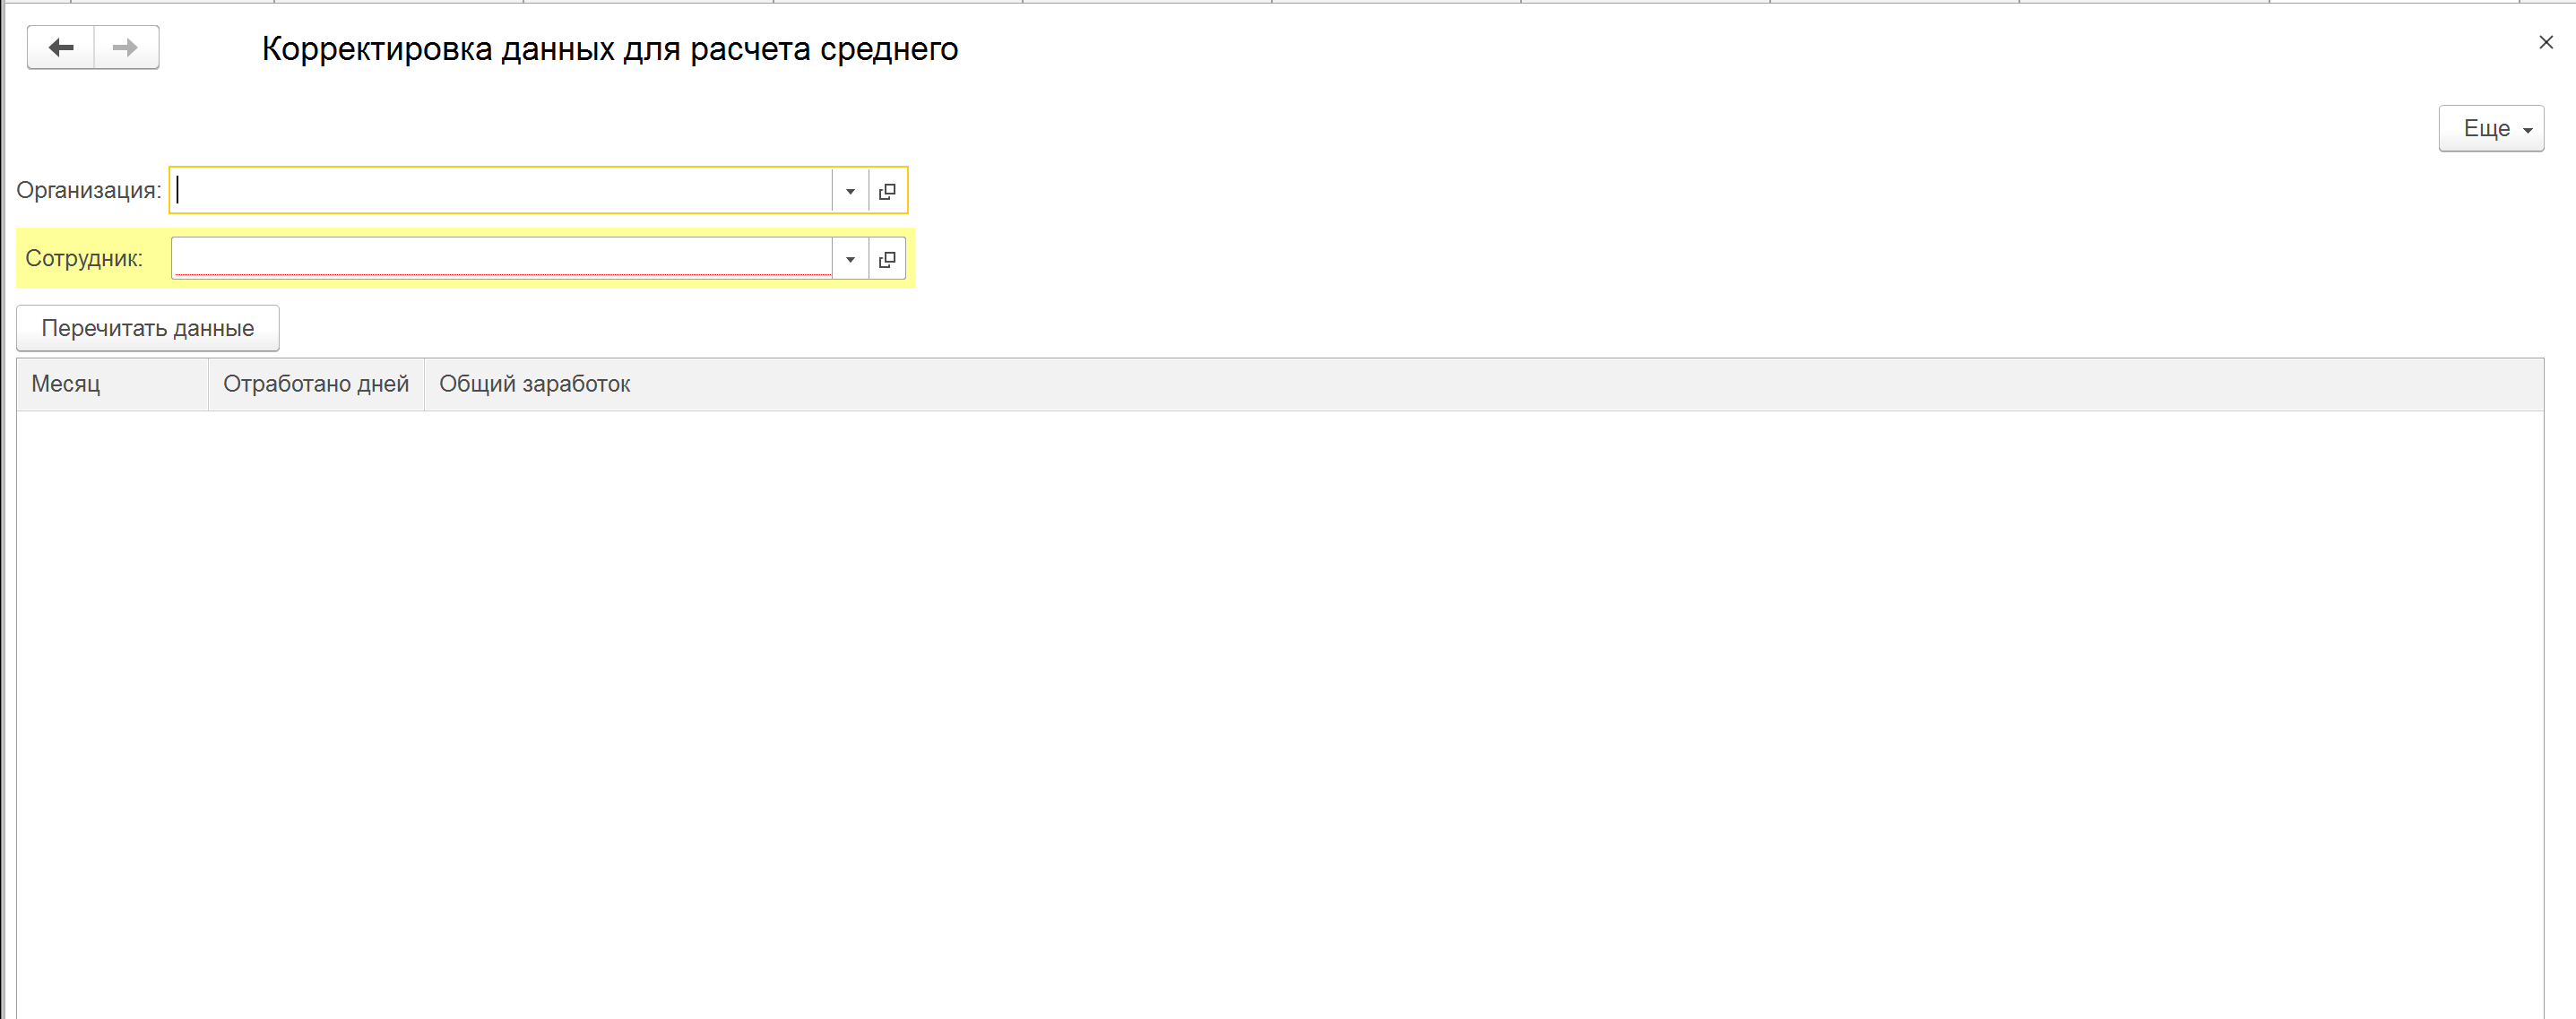 Корректировка данных для расчета среднего
Еще
Организация:
Сотрудник:
Перечитать данные
Месяц Отработано дней Общий заработок